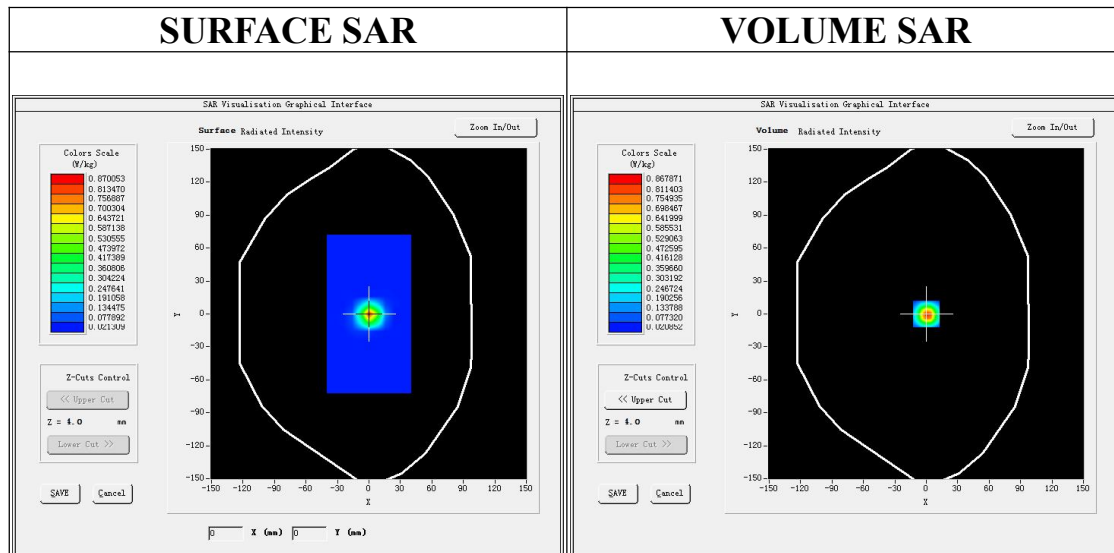 SURFACE SAR
VOLUME SAR
SAR Visualisation Graphical Interface
Surface Radiated Intensity
Zoom In/Out
Colors Scale
(W/kg)
0.870053
0.813470
0.756887
0.700304
0.643721
0.587138
0.530555
0.473972
0.417389
0.360806
0.304224
0.247641
0.191058
0.134475
0.077892
0.021309
150
120
90
60
30
0
-30
-60
-90
-120
-150
Y
-150 -120 -90 -60 -30 0 30 60 90 120 150
X
Z-Cuts Control
<< Upper Cut
Z = 4.0 mm
Lower Cut >>
SAVE Cancel
0 X (mm) 0 Y (mm)
SAR Visualisation Graphical Interface
Volume Radiated Intensity
Zoom In/Out
Colors Scale
(W/kg)
0.867871
0.811403
0.754935
0.698467
0.641999
0.585531
0.529063
0.472595
0.416128
0.359660
0.303192
0.246724
0.190256
0.133788
0.077320
0.020852
150
120
90
60
30
0
-30
-60
-90
-120
-150
Y
-150 -120 -90 -60 -30 0 30 60 90 120 150
X
Z-Cuts Control
<< Upper Cut
Z = 4.0 mm
Lower Cut >>
SAVE Cancel